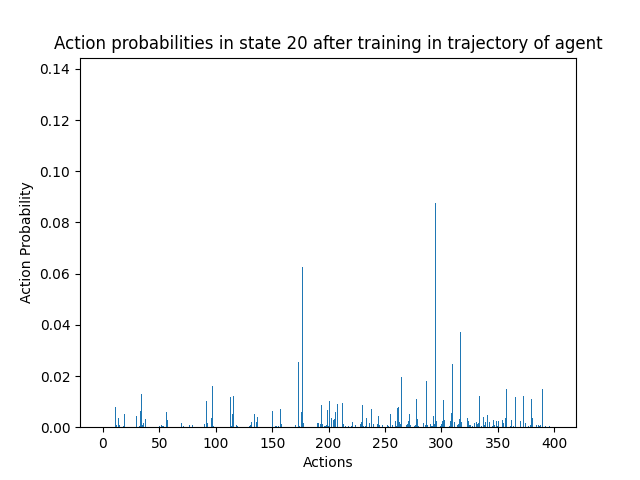 Action probabilities in state 20 after training in trajectory of agent
0.14
0.12
0.10
0.08
0.06
0.04
0.02
0.00
Action Probability
0 50 100 150 200 250 300 350 400
Actions